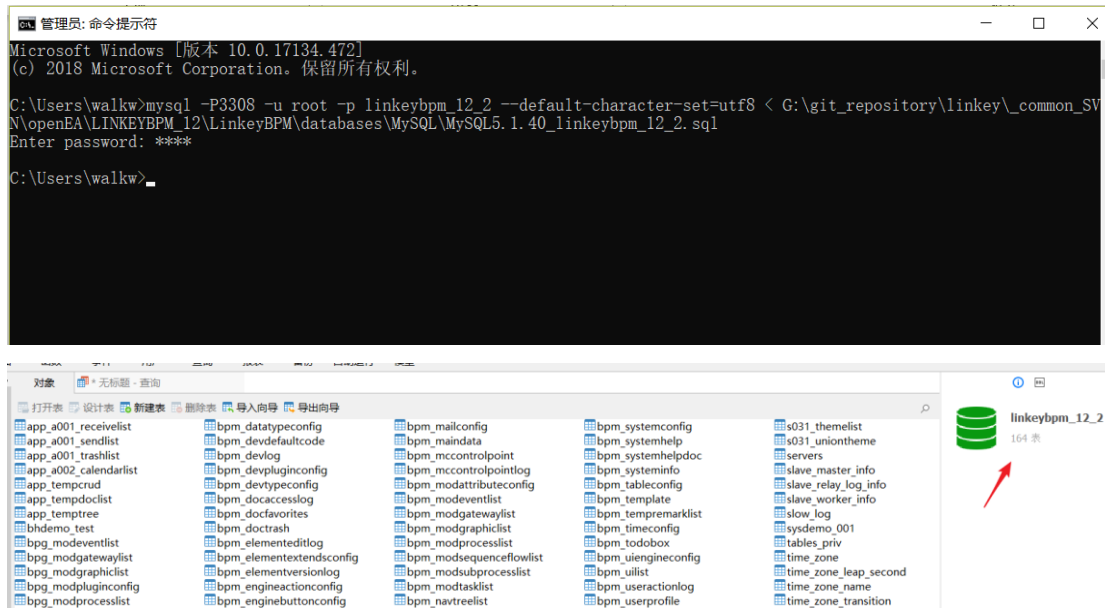 管理员: 命令提示符
Microsoft Windows [版本 10.0.17134.472]
(c) 2018 Microsoft Corporation。保留所有权利。
C:\Users\walkw>mysql -P3308 -u root -p linkeybpm_12_2 --default-character-set=utf8 < G:\git_repository\linkey\_common_SV
N\openEA\LINKEYBPM_12\LinkeyBPM\databases\MySQL\MySQL5.1.40_linkeybpm_12_2.sql
Enter password: ****
C:\Users\walkw>
对象 * 无标题 - 查询
打开表 设计表 新建表 删除表 导入向导 导出向导
app_a001_receivelist bpm_datatypeconfig bpm_mailconfig bpm_systemconfig s031_themelist
app_a001_sendlist bpm_devdefaultcode bpm_maindata bpm_systemhelp s031_uniontheme
app_a001_trashlist bpm_devlog bpm_mccontrolpoint bpm_systemhelpdoc servers
app_a002_calendarlist bpm_devpluginconfig bpm_mccontrolpointlog bpm_systeminfo slave_master_info
app_tempcrud bpm_devtypeconfig bpm_modattributeconfig bpm_tableconfig slave_relay_log_info
app_tempdoclist bpm_docaccesslog bpm_modeventlist bpm_template slave_worker_info
app_temptree bpm_docfavorites bpm_modgatewaylist bpm_tempremarklist slow_log
bhdemo_test bpm_doctrash bpm_modgraphiclist bpm_timeconfig sysdemo_001
bpg_modeventlist bpm_elementeditlog bpm_modprocesslist bpm_todobox tables_priv
bpg_modgatewaylist bpm_elementextendsconfig bpm_modsequenceflowlist bpm_uiengineconfig time_zone
bpg_modgraphiclist bpm_elementversionlog bpm_modsubprocesslist bpm_uilist time_zone_leap_second
bpg_modpluginconfig bpm_engineactionconfig bpm_modtasklist bpm_useractionlog time_zone_name
bpg_modprocesslist bpm_enginebuttonconfig bpm_navtreelist bpm_userprofile time_zone_transition
linkeybpm_12_2
164 表